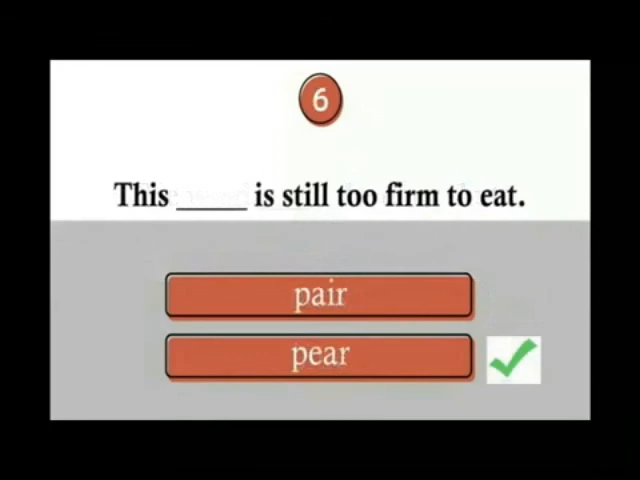 6
This _____ is still too firm to eat.
pair
pear